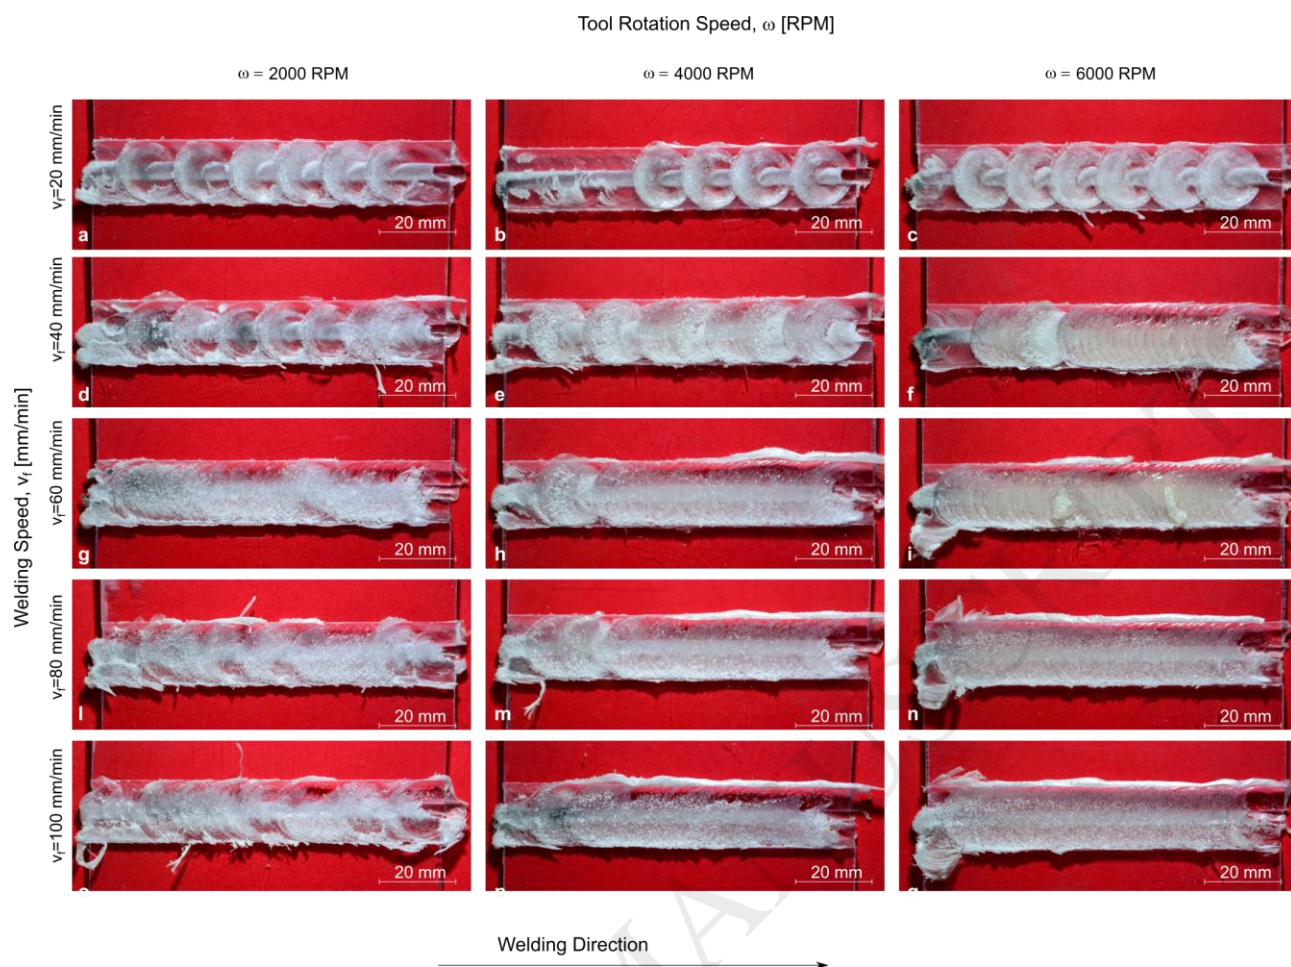 Tool Rotation Speed, ω [RPM]
ω = 2000 RPM
ω = 4000 RPM
ω = 6000 RPM
Welding Speed, vf [mm/min]
vf=20 mm/min
20 mm
a
20 mm
b
20 mm
c
vf=40 mm/min
20 mm
d
20 mm
e
20 mm
f
vf=60 mm/min
20 mm
g
20 mm
h
20 mm
i
vf=80 mm/min
20 mm
l
20 mm
m
20 mm
n
vf=100 mm/min
20 mm
20 mm
20 mm
Welding Direction